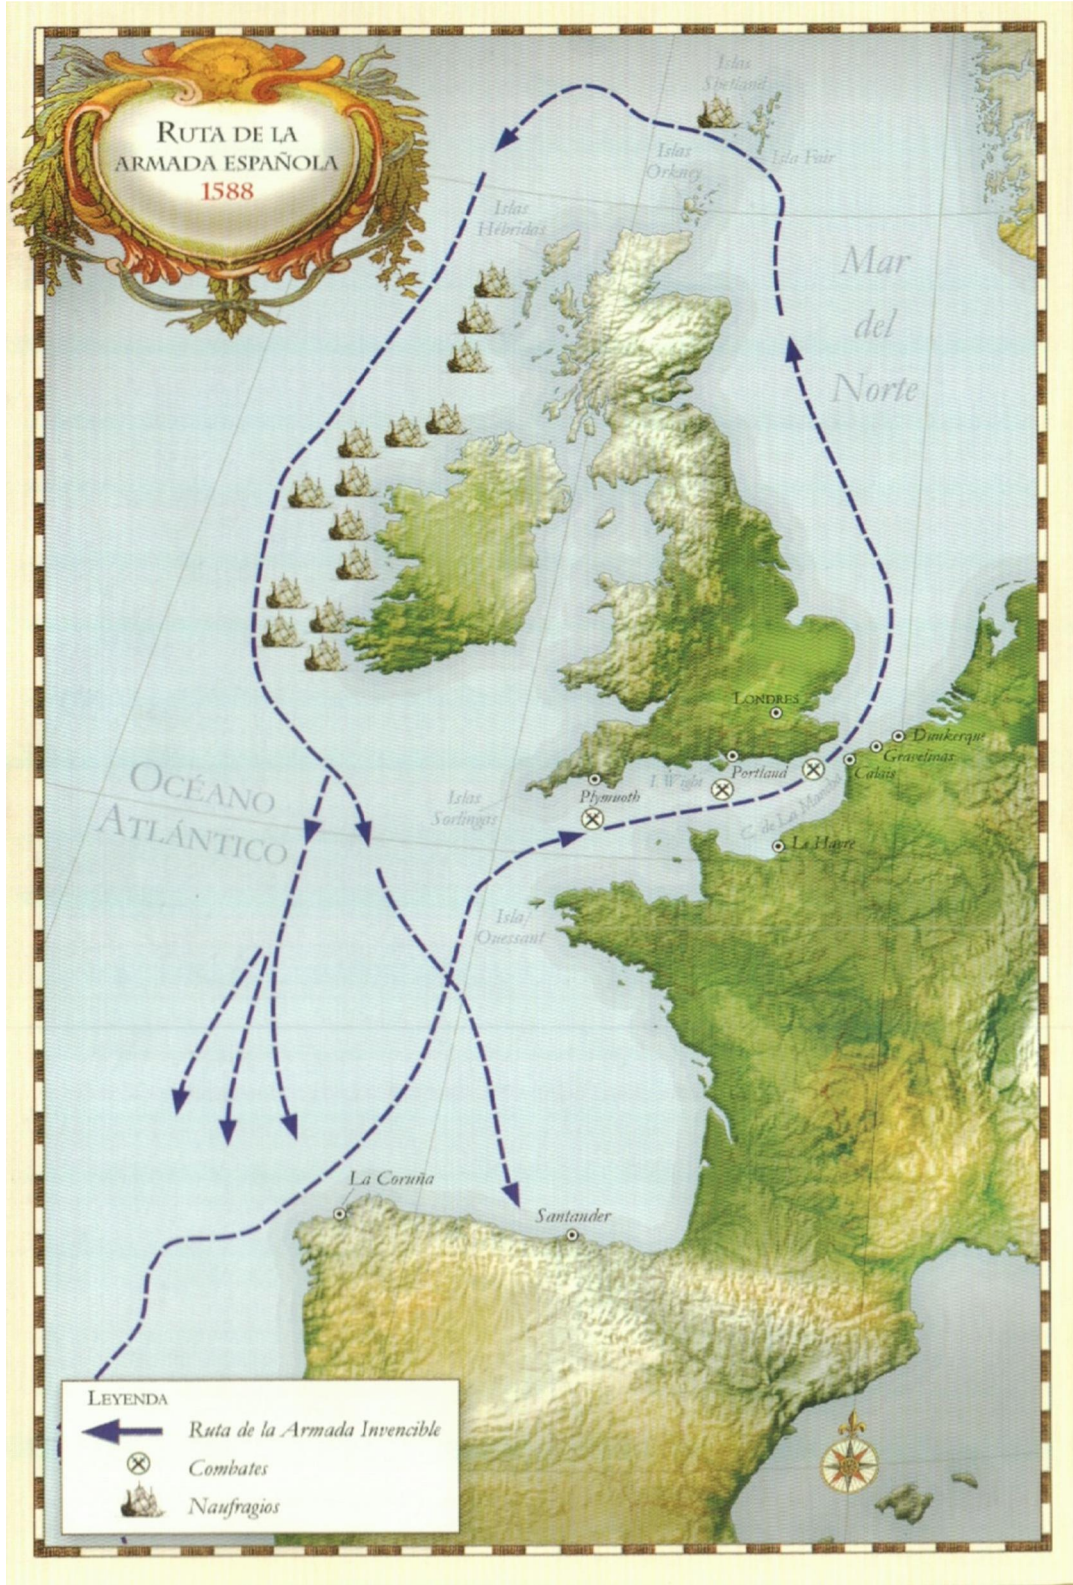 RUTA DE LA
ARMADA ESPAÑOLA
1588
Islas
Shetland
Isla Fair
Islas
Orkney
Islas
Hébridas
Mar
del
Norte
LONDRES
Dunkerque
Gravelinas
Calais
Portland
I. Wight
Plymuoth
C. de La Mancha
Le Havre
Islas
Sorlingas
OCÉANO
ATLÁNTICO
Isla
Ouessant
La Coruña
Santander
LEYENDA
Ruta de la Armada Invencible
Combates
Naufragios